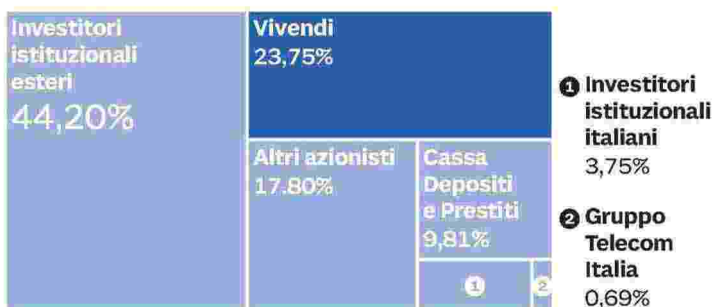 Investitori
istituzionali
esteri
44,20%
Vivendi
23,75%
Altri azionisti
17.80%
Cassa
Depositi
e Prestiti
9,81%
1
2
1 Investitori
istituzionali
italiani
3,75%
2 Gruppo
Telecom
Italia
0,69%